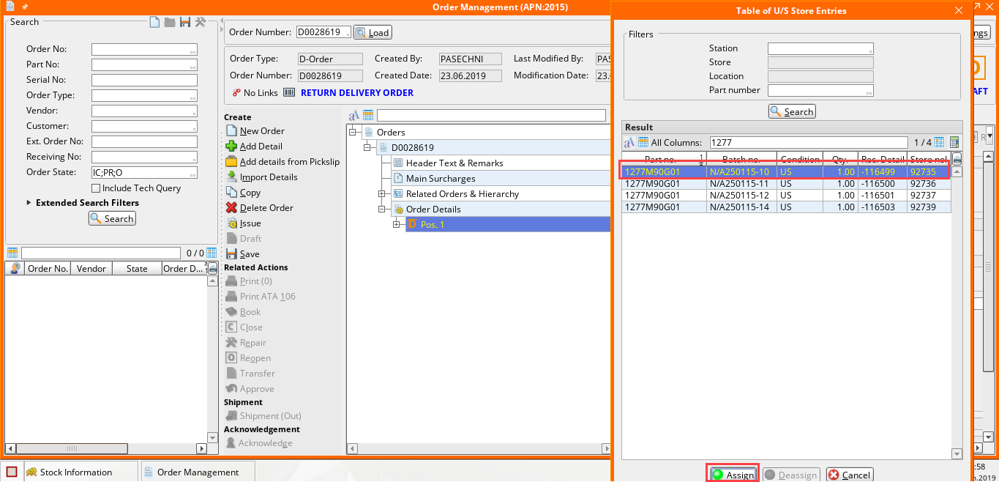 Order Management (APN:2015)
Search
Order No:
Part No:
Serial No:
Order Type:
Vendor:
Customer:
Ext. Order No:
Receiving No:
Order State: IC;PR;O
Include Tech Query
Extended Search Filters
Search
0 / 0
Order No. Vendor State Order D...
Order Number: D0028619 Load
Order Type: D-Order Created By: PASECHNI Last Modified By: PAS
Order Number: D0028619 Created Date: 23.06.2019 Modification Date: 23.0
No Links RETURN DELIVERY ORDER
Create
New Order
Add Detail
Add details from Pickslip
Import Details
Copy
Delete Order
Issue
Draft
Save
Related Actions
Print (0)
Print ATA 106
Book
Close
Repair
Reopen
Transfer
Approve
Shipment
Shipment (Out)
Acknowledgement
Acknowledge
Orders
D0028619
Header Text & Remarks
Main Surcharges
Related Orders & Hierarchy
Order Details
D Pos. 1
Table of U/S Store Entries
Filters
Station
Store
Location
Part number
Search
Result
All Columns: 1277 1 / 4
Part no. 1 Batch no. Condition Qty. Rec. Detail Store no
1277M90G01 N/A250115-10 US 1.00 -116499 92735
1277M90G01 N/A250115-11 US 1.00 -116500 92736
1277M90G01 N/A250115-12 US 1.00 -116501 92737
1277M90G01 N/A250115-14 US 1.00 -116503 92739
Assign Deassign Cancel
ngs
D
AFT
R
Stock Information Order Management
:58
n.2019